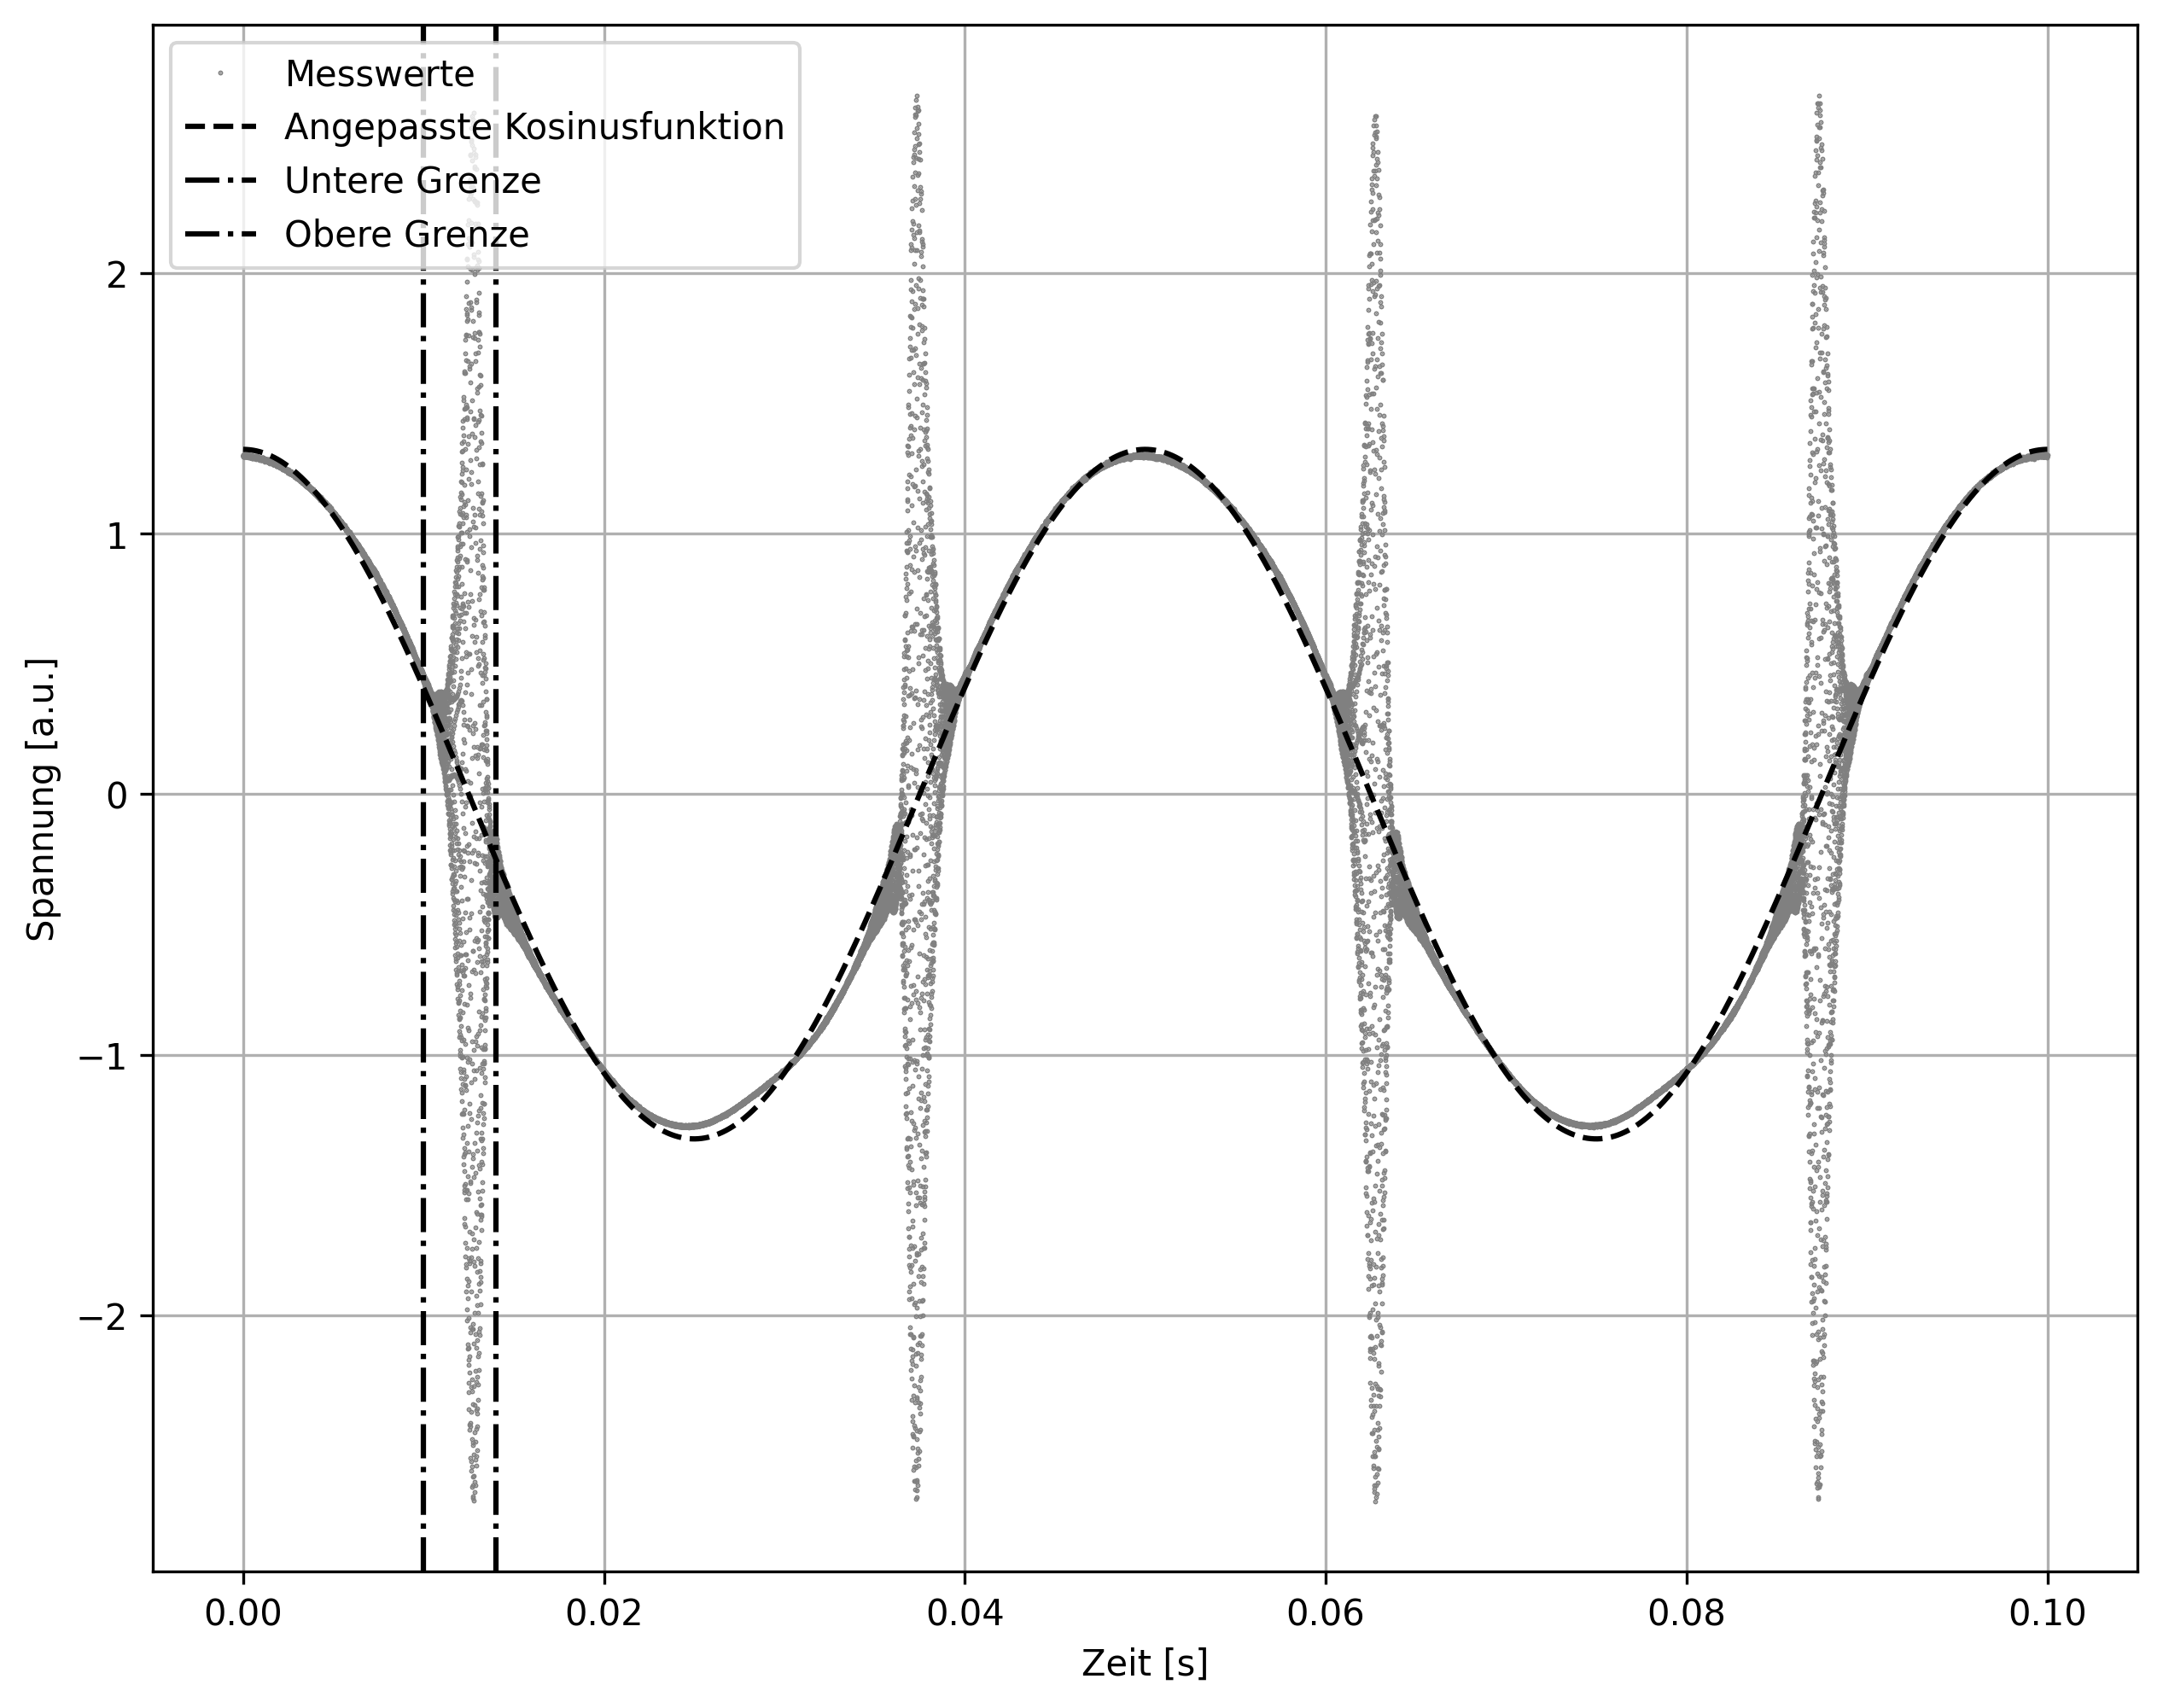 Messwerte
Angepasste Kosinusfunktion
Untere Grenze
Obere Grenze
2
1
0
−1
−2
Spannung [a.u.]
0.00 0.02 0.04 0.06 0.08 0.10
Zeit [s]